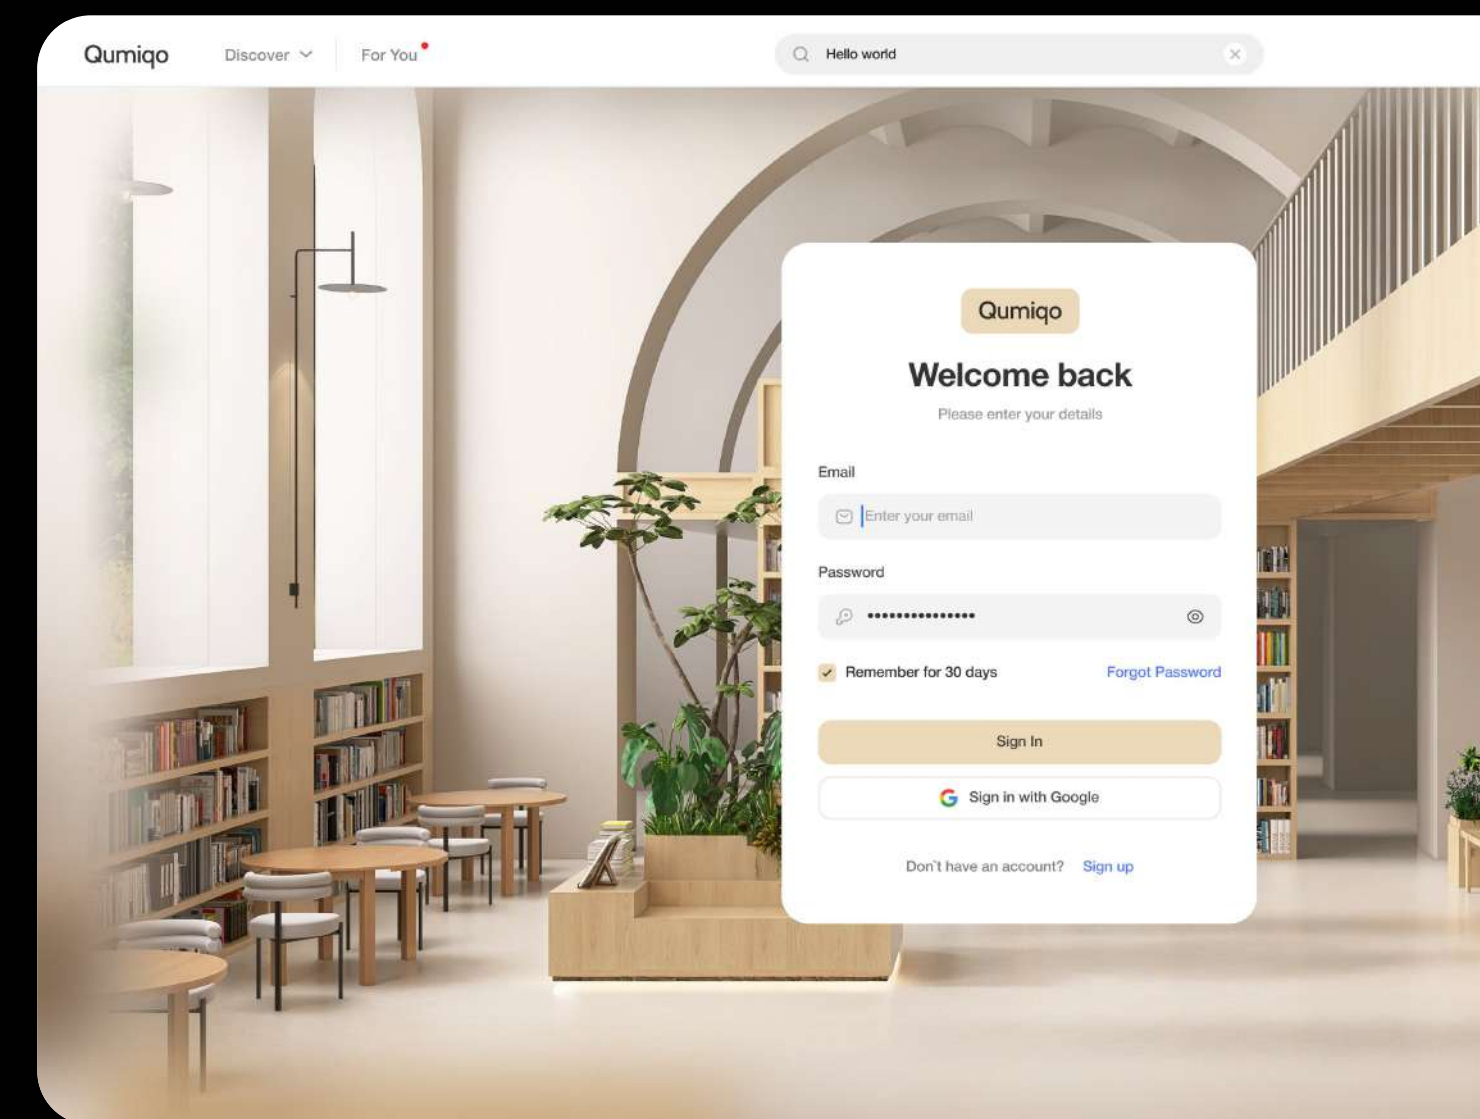 Qumiqo
Discover
For You
Hello world
Qumiqo
Welcome back
Please enter your details
Email
Enter your email
Password
•••••••••••••••
Remember for 30 days
Forgot Password
Sign In
Sign in with Google
Don`t have an account? Sign up